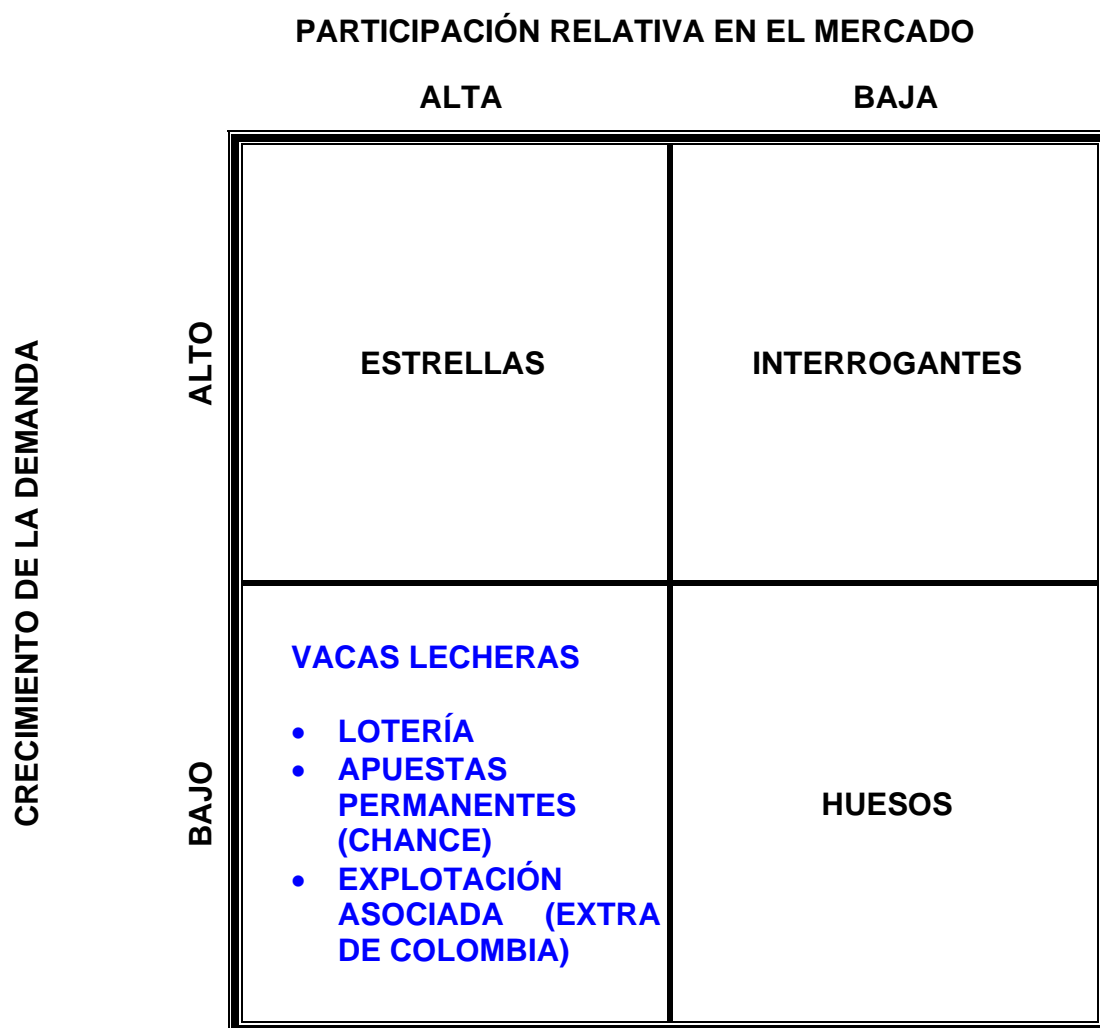 PARTICIPACIÓN RELATIVA EN EL MERCADO
ALTA BAJA
CRECIMIENTO DE LA DEMANDA
ALTO
ESTRELLAS INTERROGANTES
BAJO
VACAS LECHERAS
• LOTERÍA
• APUESTAS
PERMANENTES
(CHANCE)
• EXPLOTACIÓN
ASOCIADA (EXTRA
DE COLOMBIA)
HUESOS